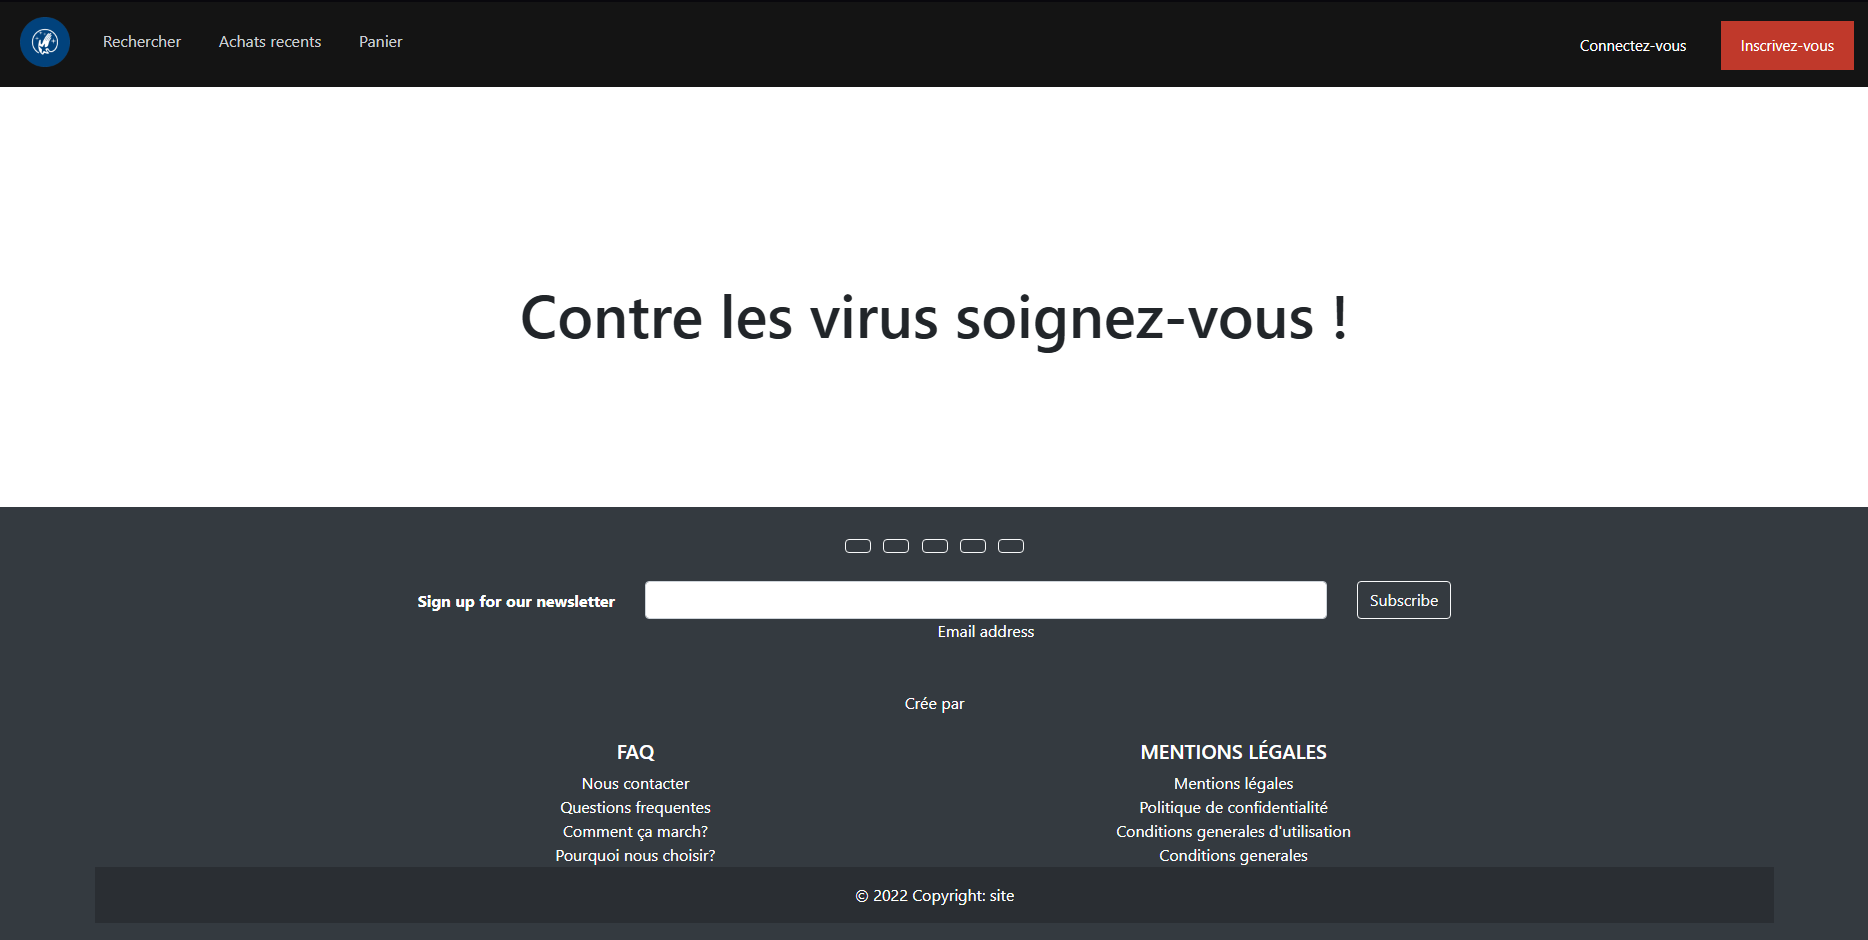 Rechercher Achats recents Panier Connectez-vous Inscrivez-vous
Contre les virus soignez-vous !
Sign up for our newsletter Subscribe
Email address
Crée par
FAQ
Nous contacter
Questions frequentes
Comment ça march?
Pourquoi nous choisir?
MENTIONS LÉGALES
Mentions légales
Politique de confidentialité
Conditions generales d'utilisation
Conditions generales
© 2022 Copyright: site